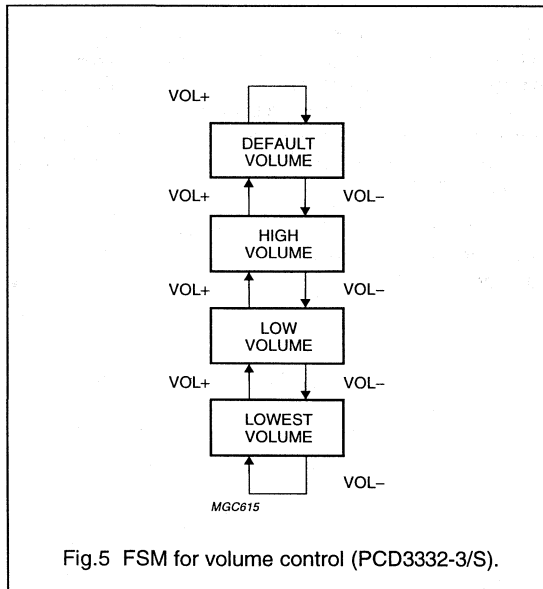 VOL+
DEFAULT
VOLUME
VOL+
VOL–
HIGH
VOLUME
VOL+
VOL–
LOW
VOLUME
VOL+
VOL–
LOWEST
VOLUME
VOL–
MGC615
Fig.5 FSM for volume control (PCD3332-3/S).